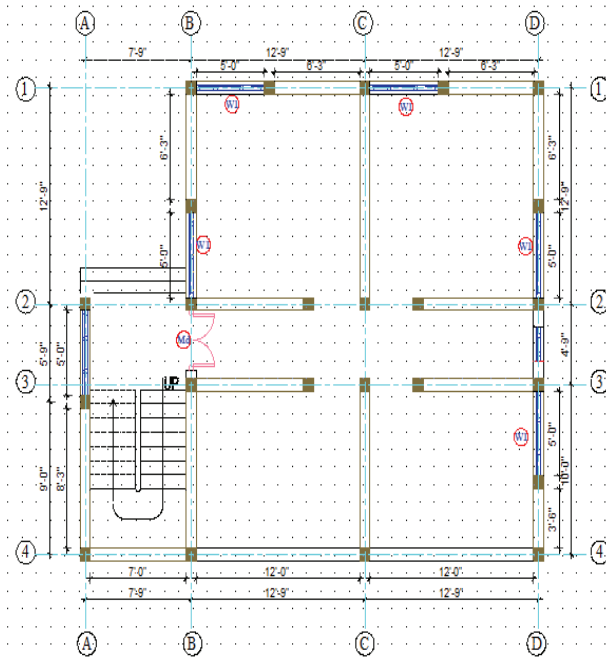 A B C D
7'-9" 12'-9" 12'-9"
5'-0" 6'-3" 5'-0" 6'-3"
1 1
W1 W1
6'-3" 6'-3"
12'-9" 12'-9"
5'-0" W1 W1 5'-0"
2 2
5'-9" 5'-0" Md 4'-9"
3 UP 3
5'-0"
W1
9'-0" 8'-3" 10'-0"
3'-6"
4 4
7'-0" 12'-0" 12'-0"
7'-9" 12'-9" 12'-9"
A B C D